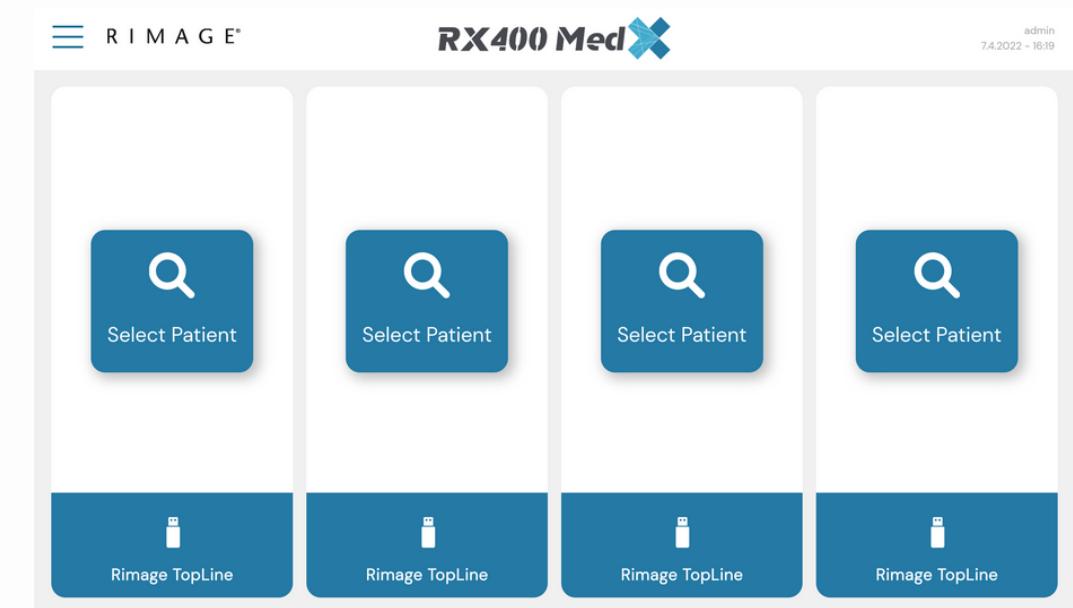 RIMAGE®
RX400 Med
admin
7.4.2022 - 16:19
Select Patient
Select Patient
Select Patient
Select Patient
Rimage TopLine
Rimage TopLine
Rimage TopLine
Rimage TopLine